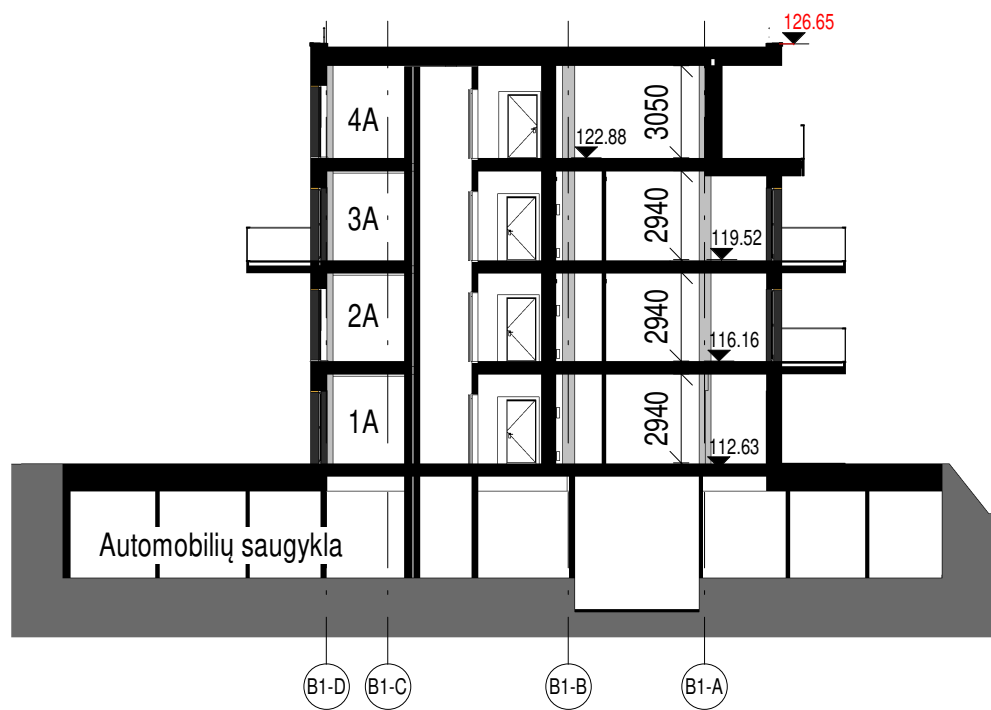 126.65
4A
122.88
3050
3A
2940
119.52
2A
2940
116.16
1A
2940
112.63
Automobilių saugykla
B1-D
B1-C
B1-B
B1-A